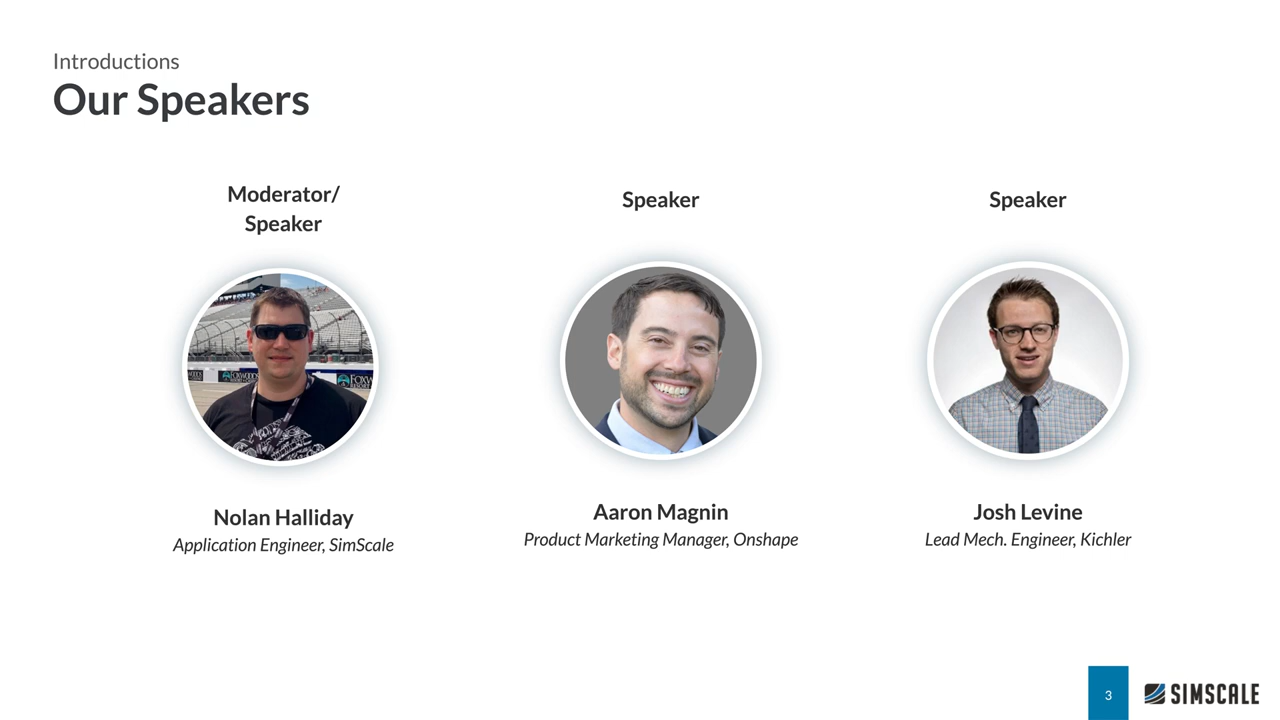 Introductions
Our Speakers
Moderator/
Speaker
Speaker
Speaker
FOXWOODS
Nolan Halliday
Application Engineer, SimScale
Aaron Magnin
Product Marketing Manager, Onshape
Josh Levine
Lead Mech. Engineer, Kichler
3
SIMSCALE